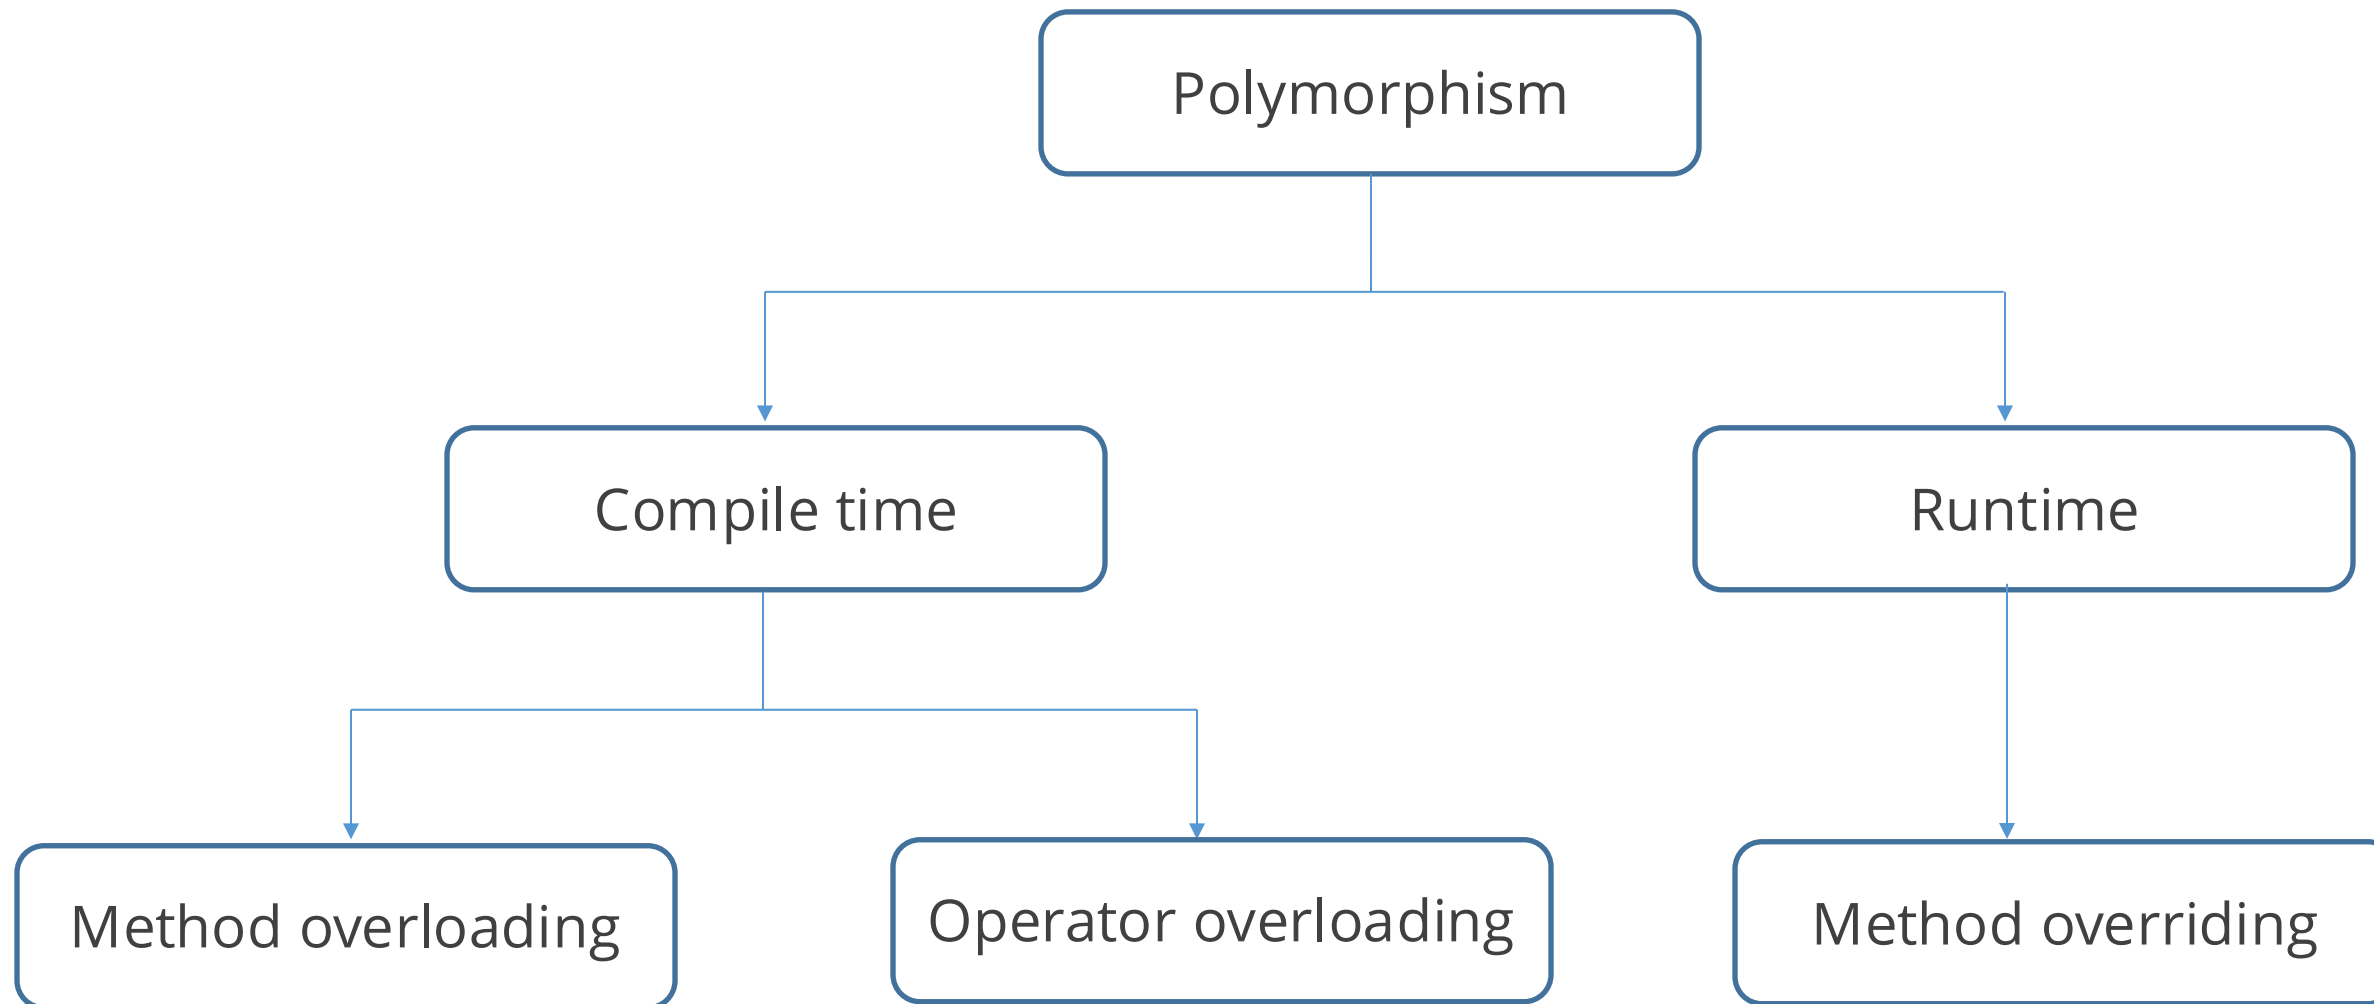 Polymorphism
Compile time
Runtime
Method overloading
Operator overloading
Method overriding